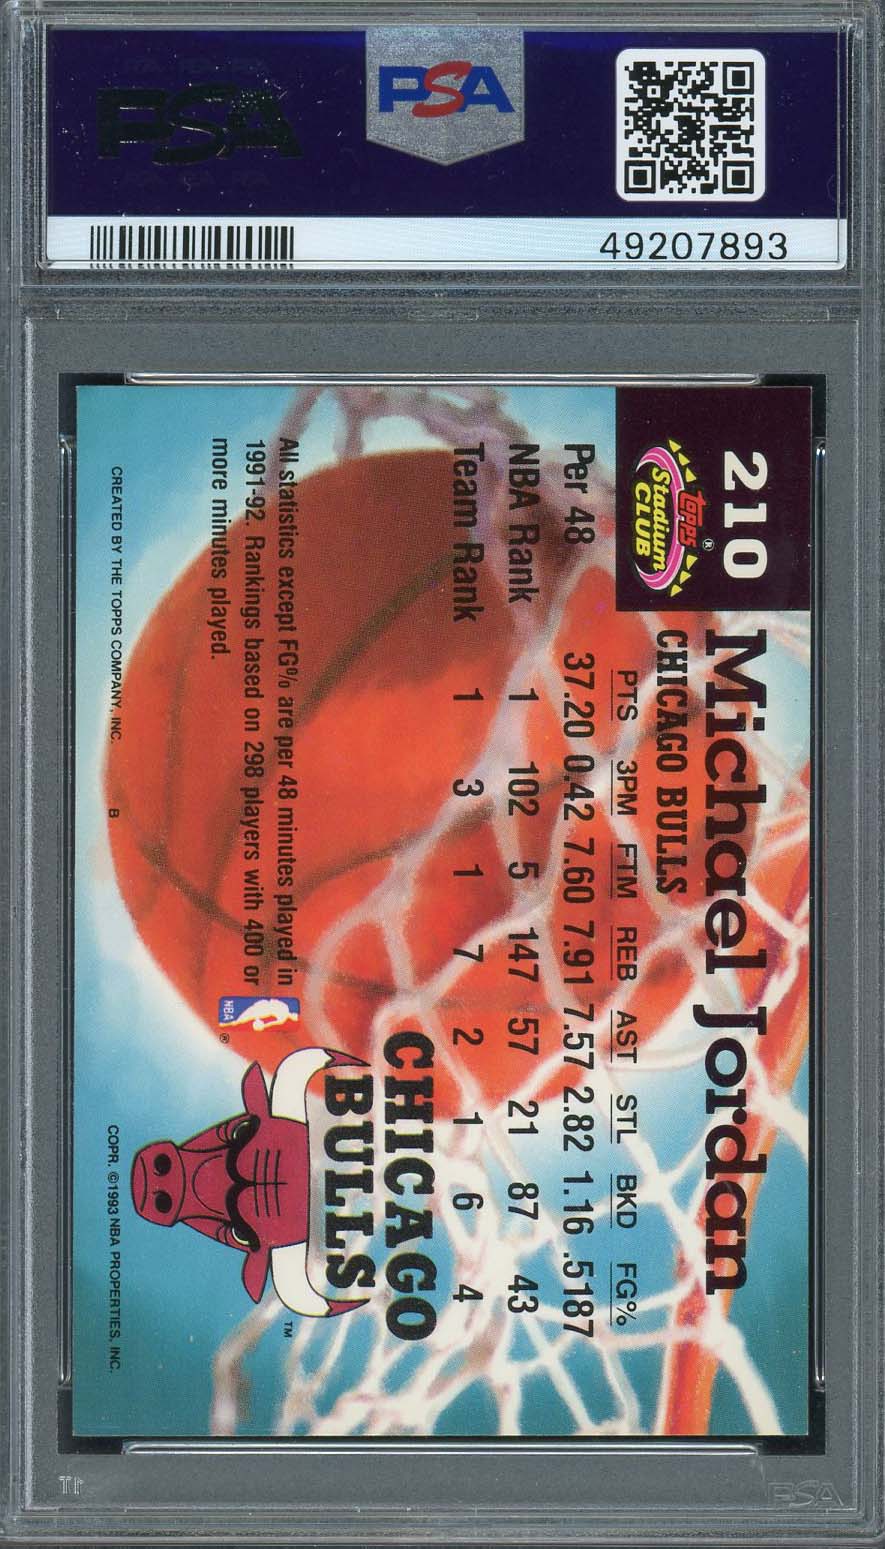 PSA
PSA
49207893
210
Topps®
Stadium
CLUB
Michael Jordan
CHICAGO BULLS
PTS 3PM FTM REB AST STL BKD FG%
Per 48 37.20 0.42 7.60 7.91 7.57 2.82 1.16 .5187
NBA Rank 1 102 5 147 57 21 87 43
Team Rank 1 3 1 7 2 1 6 4
CHICAGO
BULLS
TM
All statistics except FG% are per 48 minutes played in
1991-92. Rankings based on 298 players with 400 or
more minutes played.
NBA
®
CREATED BY THE TOPPS COMPANY, INC. B COPR. ©1993 NBA PROPERTIES, INC.
PSA